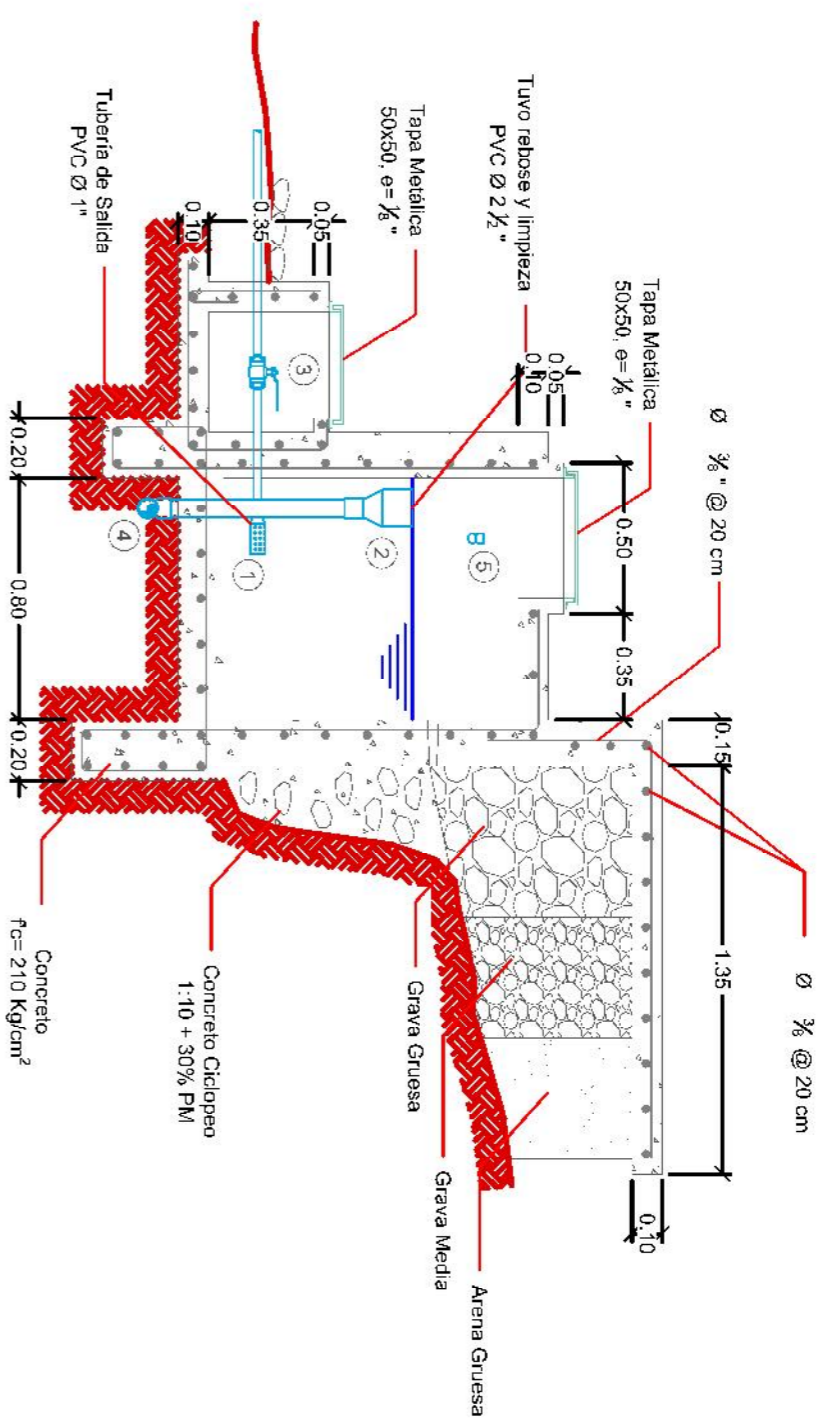 Ø ⅜ @ 20 cm
Ø ⅜" @ 20 cm
Tapa Metálica
50x50, e= ⅛"
Tuvo rebose y limpieza
PVC Ø 2 ½"
Tapa Metálica
50x50, e= ⅛"
Tubería de Salida
PVC Ø 1"
0.15
1.35
0.10
0.50
0.35
0.05
0.10
0.05
0.35
0.10
5
2
3
1
4
Grava Gruesa
Grava Media
Arena Gruesa
Concreto Ciclopeo
1:10 + 30% PM
Concreto
f'c= 210 Kg/cm²
0.20
0.80
0.20